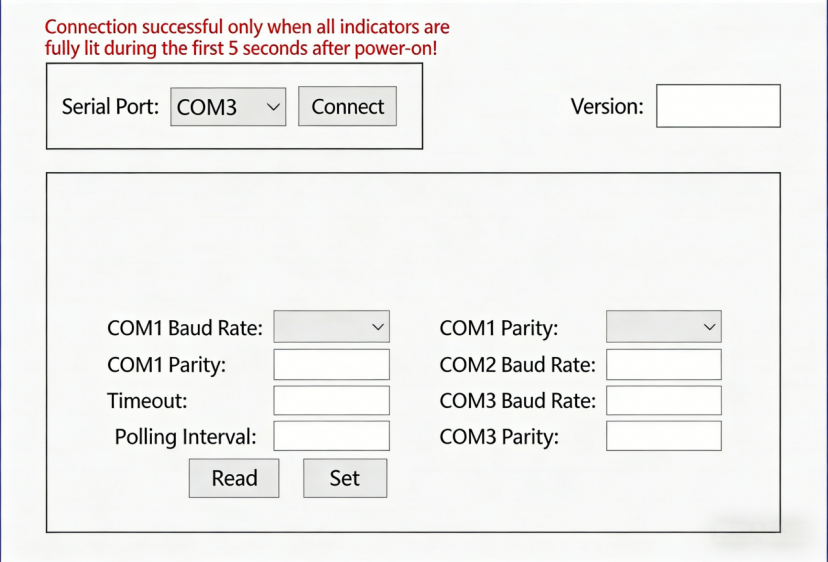 Connection successful only when all indicators are
fully lit during the first 5 seconds after power-on!
Serial Port: COM3 Connect Version:
COM1 Baud Rate: COM1 Parity:
COM1 Parity: COM2 Baud Rate:
Timeout: COM3 Baud Rate:
Polling Interval: COM3 Parity:
Read Set